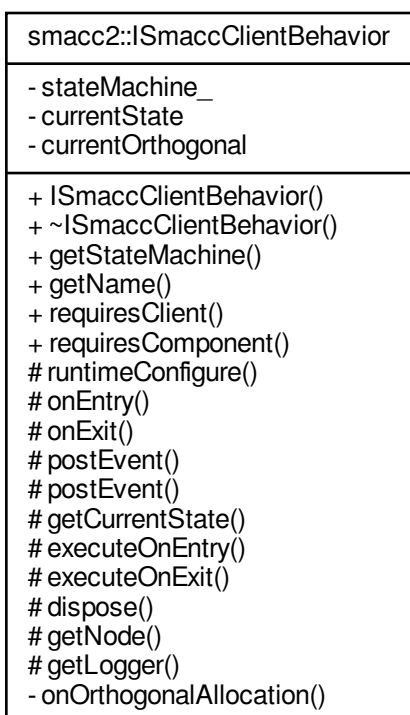 smacc2::ISmaccClientBehavior
- stateMachine_
- currentState
- currentOrthogonal
+ ISmaccClientBehavior()
+ ~ISmaccClientBehavior()
+ getStateMachine()
+ getName()
+ requiresClient()
+ requiresComponent()
# runtimeConfigure()
# onEntry()
# onExit()
# postEvent()
# postEvent()
# getCurrentState()
# executeOnEntry()
# executeOnExit()
# dispose()
# getNode()
# getLogger()
- onOrthogonalAllocation()